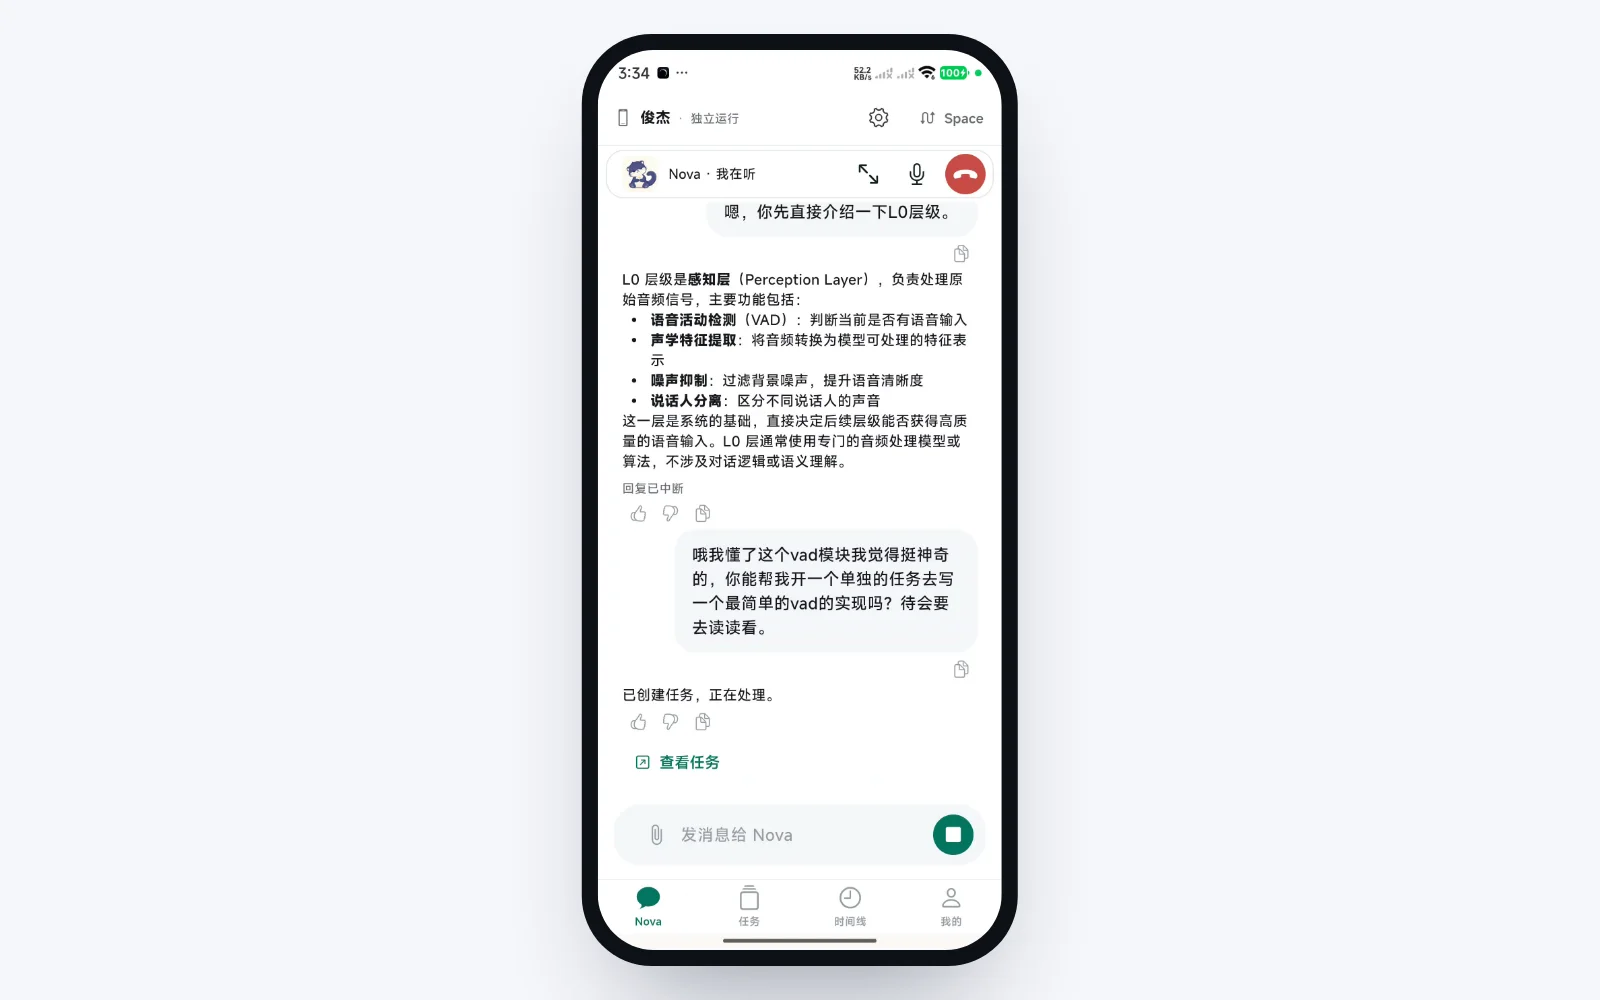 3:34 ··· 52.2 KB/s 100
俊杰 · 独立运行 Space
Nova · 我在听
嗯，你先直接介绍一下L0层级。
L0 层级是感知层（Perception Layer），负责处理原
始音频信号，主要功能包括：
• 语音活动检测（VAD）：判断当前是否有语音输入
• 声学特征提取：将音频转换为模型可处理的特征表
示
• 噪声抑制：过滤背景噪声，提升语音清晰度
• 说话人分离：区分不同说话人的声音
这一层是系统的基础，直接决定后续层级能否获得高质
量的语音输入。L0 层通常使用专门的音频处理模型或
算法，不涉及对话逻辑或语义理解。
回复已中断
哦我懂了这个vad模块我觉得挺神奇
的，你能帮我开一个单独的任务去写
一个最简单的vad的实现吗？待会要
去读读看。
已创建任务，正在处理。
查看任务
发消息给 Nova
Nova 任务 时间线 我的